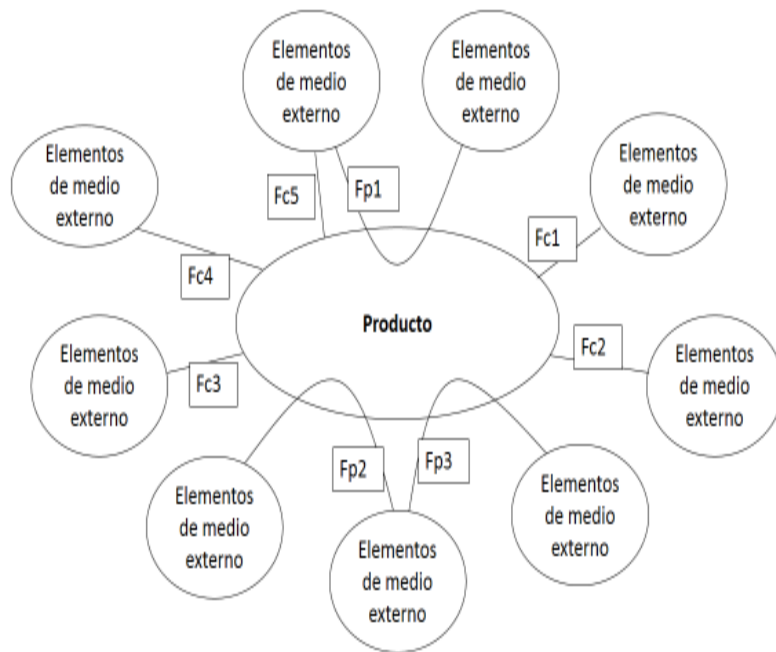 Elementos
de medio
externo
Elementos
de medio
externo
Elementos
de medio
externo
Elementos
de medio
externo
Fc5
Fp1
Fc1
Fc4
Producto
Fc2
Elementos
de medio
externo
Fc3
Elementos
de medio
externo
Fp2
Fp3
Elementos
de medio
externo
Elementos
de medio
externo
Elementos
de medio
externo